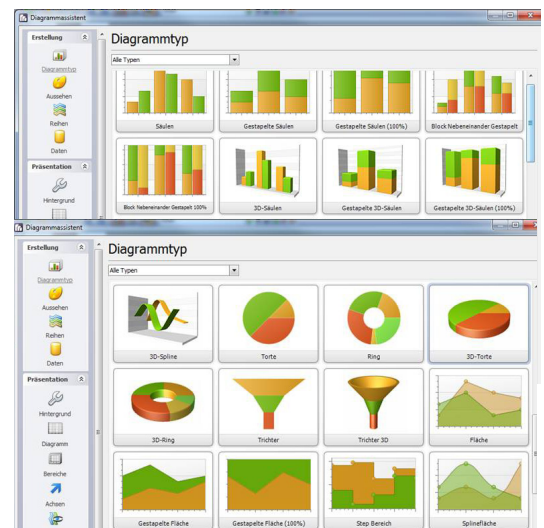 Diagrammassistent
Erstellung
Diagrammtyp
Aussehen
Reihen
Daten
Präsentation
Hintergrund
Diagrammtyp
Alle Typen
Säulen
Gestapelte Säulen
Gestapelte Säulen (100%)
Block Nebeneinander Gestapelt
Block Nebeneinander Gestapelt 100%
3D-Säulen
Gestapelte 3D-Säulen
Gestapelte 3D-Säulen (100%)
Diagrammassistent
Erstellung
Diagrammtyp
Aussehen
Reihen
Daten
Präsentation
Hintergrund
Diagramm
Bereiche
Achsen
Diagrammtyp
Alle Typen
3D-Spline
Torte
Ring
3D-Torte
3D-Ring
Trichter
Trichter 3D
Fläche
Gestapelte Fläche
Gestapelte Fläche (100%)
Step Bereich
Splinefläche